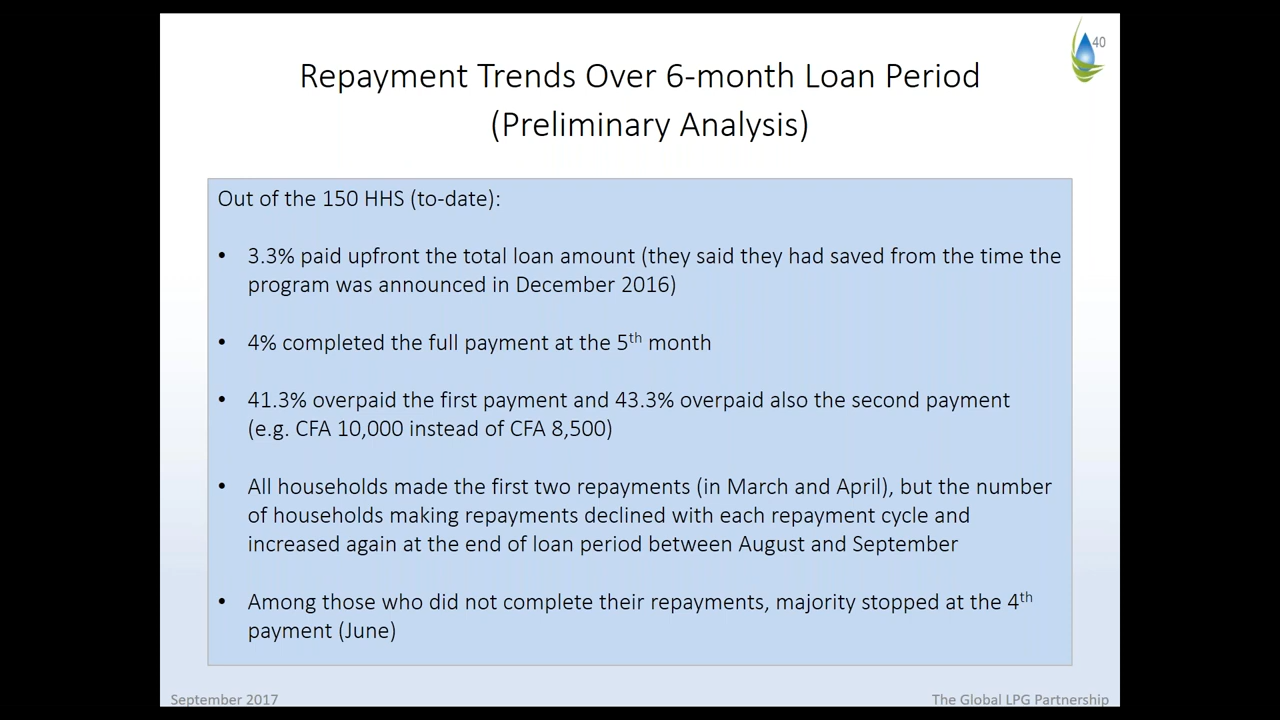 40
Repayment Trends Over 6-month Loan Period
(Preliminary Analysis)
Out of the 150 HHS (to-date):
• 3.3% paid upfront the total loan amount (they said they had saved from the time the
program was announced in December 2016)
• 4% completed the full payment at the 5th month
• 41.3% overpaid the first payment and 43.3% overpaid also the second payment
(e.g. CFA 10,000 instead of CFA 8,500)
• All households made the first two repayments (in March and April), but the number
of households making repayments declined with each repayment cycle and
increased again at the end of loan period between August and September
• Among those who did not complete their repayments, majority stopped at the 4th
payment (June)
September 2017
The Global LPG Partnership